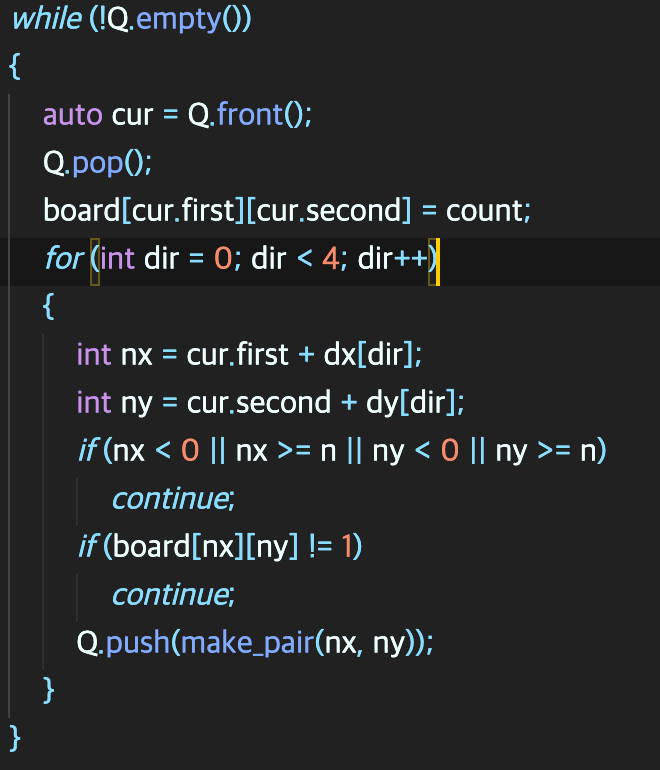 while (!Q.empty())
{
auto cur = Q.front();
Q.pop();
board[cur.first][cur.second] = count;
for (int dir = 0; dir < 4; dir++)
{
int nx = cur.first + dx[dir];
int ny = cur.second + dy[dir];
if (nx < 0 || nx >= n || ny < 0 || ny >= n)
continue;
if (board[nx][ny] != 1)
continue;
Q.push(make_pair(nx, ny));
}
}